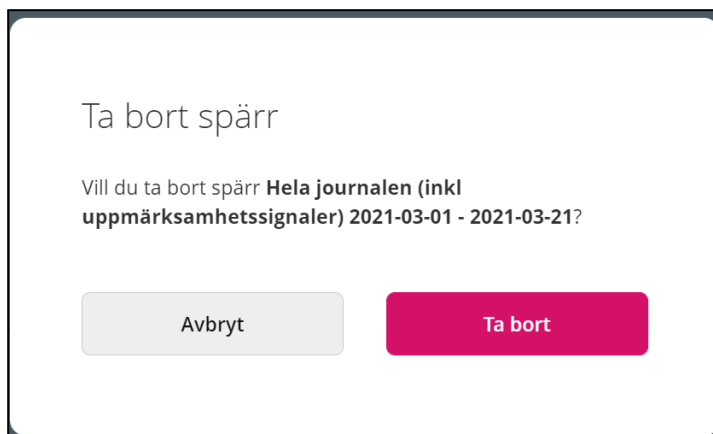 Ta bort spärr
Vill du ta bort spärr Hela journalen (inkl
uppmärksamhetssignaler) 2021-03-01 - 2021-03-21?
Avbryt
Ta bort